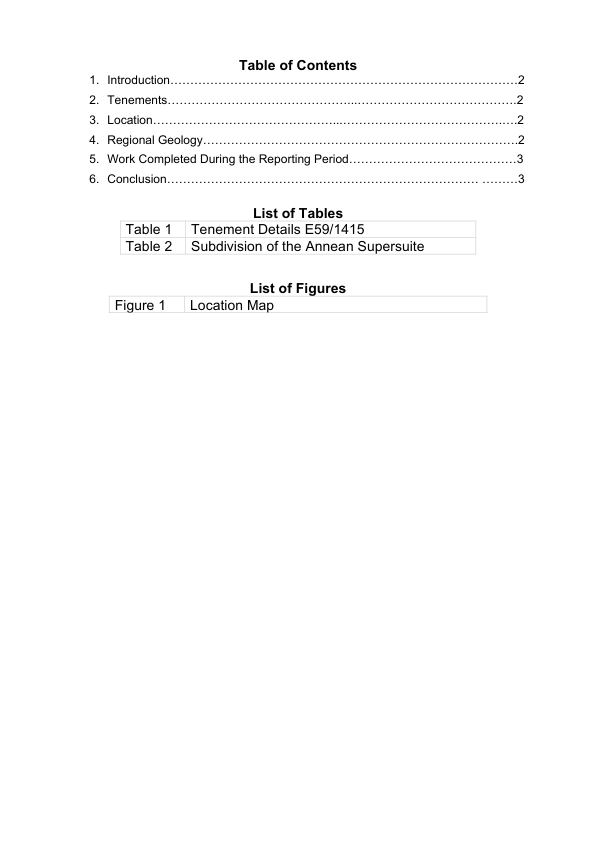 Table of Contents
1. Introduction……………………………………………………………………………2
2. Tenements………………………………………...………………………………….2
3. Location………………………………………...………………………………….…..2
4. Regional Geology…………………………………………………………………….2
5. Work Completed During the Reporting Period……………………………………3
6. Conclusion…………………………………………………………………… ………3
List of Tables
Table 1 Tenement Details E59/1415
Table 2 Subdivision of the Annean Supersuite
List of Figures
Figure 1 Location Map